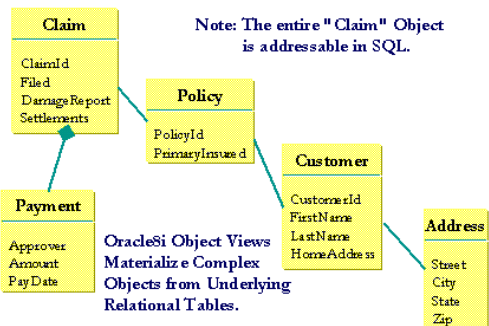 Claim
Note: The entire "Claim" Object
is addressable in SQL.
ClaimId
Filed
DamageReport
Settlements
Policy
PolicyId
PrimaryInsured
Customer
CustomerId
FirstName
LastName
HomeAddress
Payment
Approver
Amount
PayDate
Oracle8i Object Views
Materialize Complex
Objects from Underlying
Relational Tables.
Address
Street
City
State
Zip